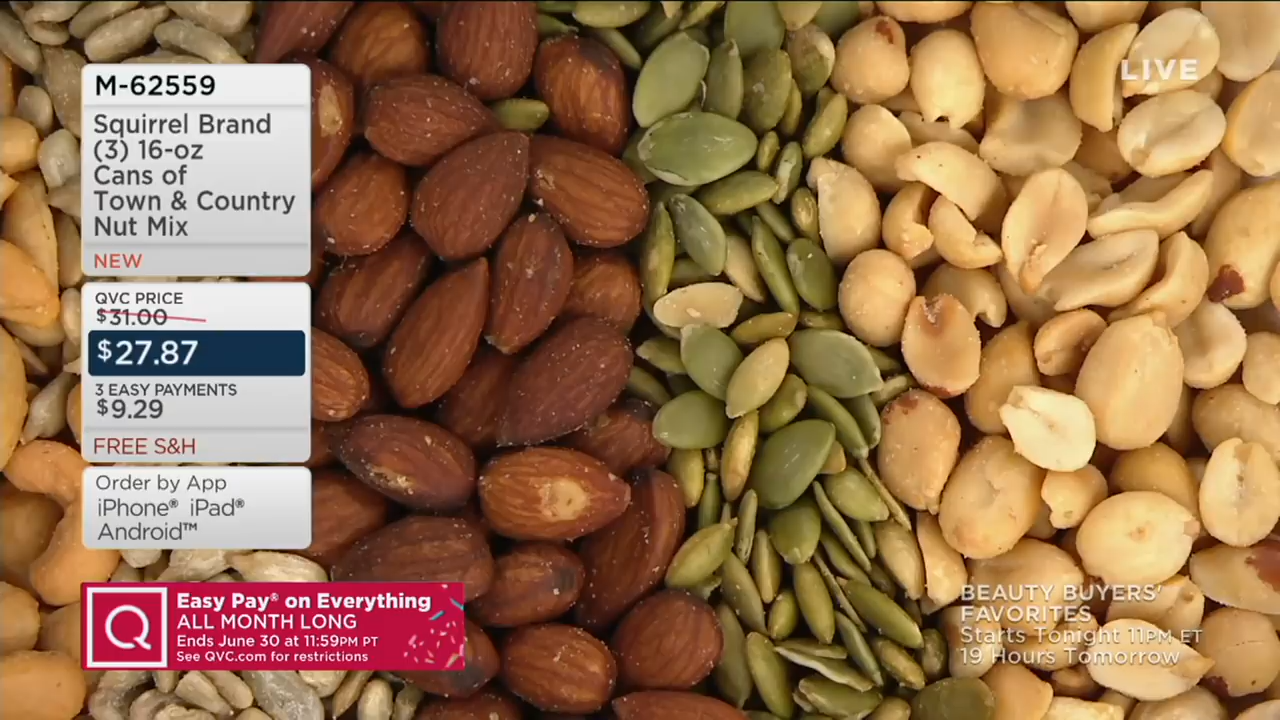 M-62559
Squirrel Brand
(3) 16-oz
Cans of
Town & Country
Nut Mix
NEW
QVC PRICE
$31.00
$27.87
3 EASY PAYMENTS
$9.29
FREE S&H
Order by App
iPhone® iPad®
Android™
Q
Easy Pay® on Everything
ALL MONTH LONG
Ends June 30 at 11:59PM PT
See QVC.com for restrictions
LIVE
BEAUTY BUYERS'
FAVORITES
Starts Tonight 11PM ET
19 Hours Tomorrow